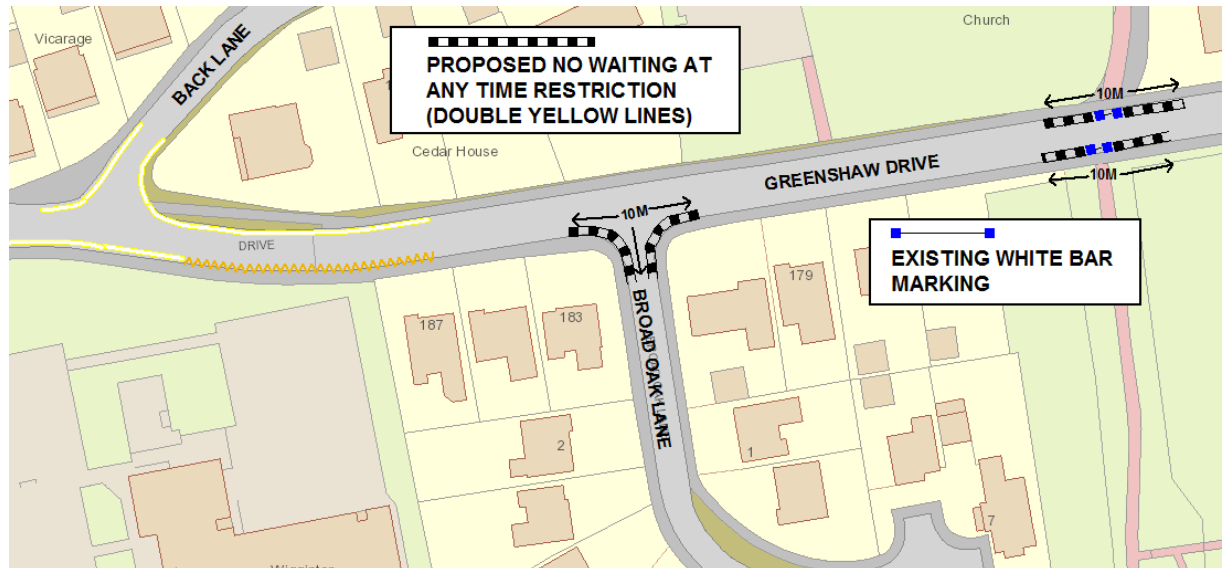 Vicarage
BACK LANE
PROPOSED NO WAITING AT
ANY TIME RESTRICTION
(DOUBLE YELLOW LINES)
Church
Cedar House
10M
10M
GREENSHAW DRIVE
10M
DRIVE
EXISTING WHITE BAR
MARKING
187
183
179
BROAD OAK LANE
2
1
7